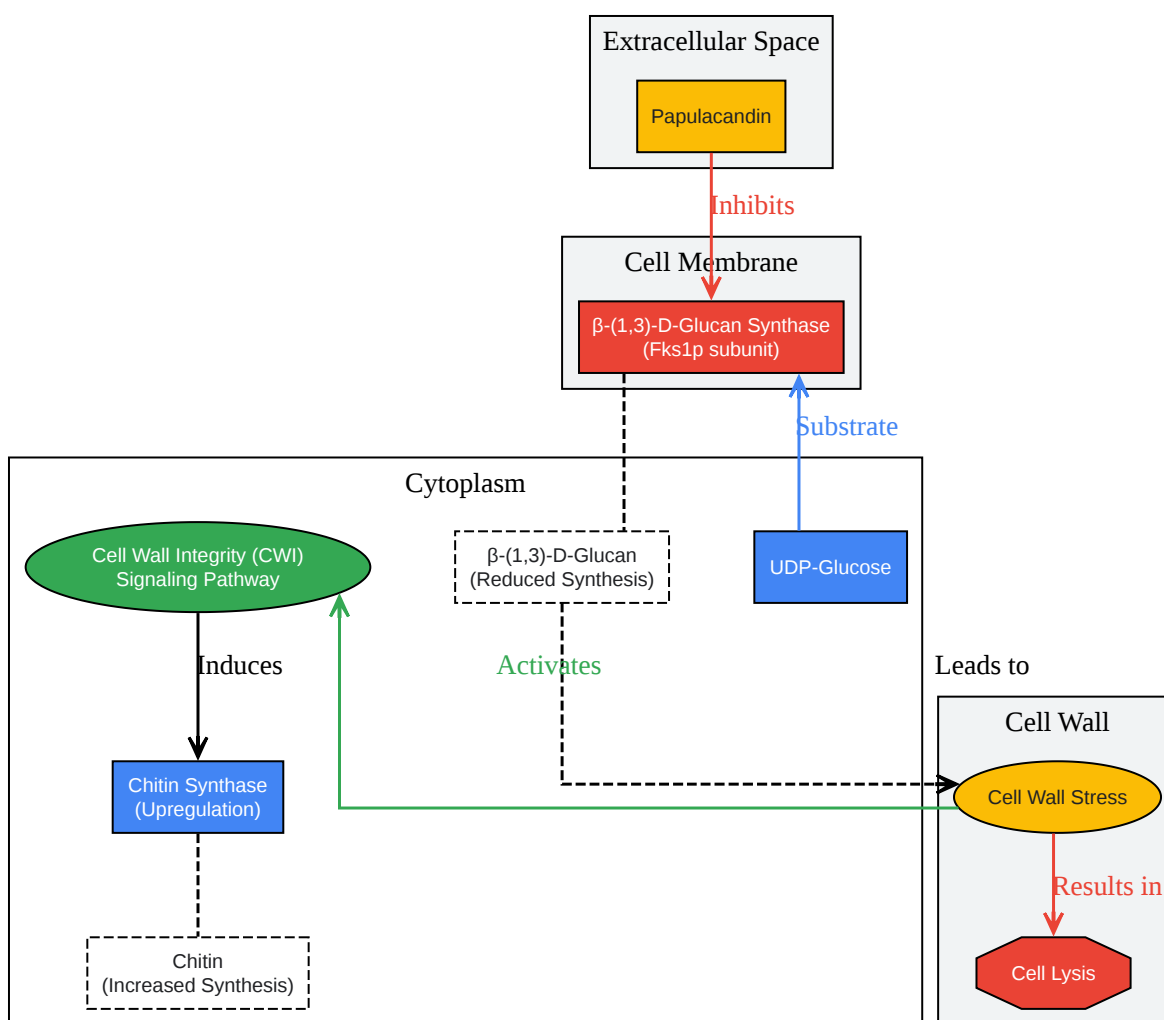 Extracellular Space
Papulacandin
Inhibits
Cell Membrane
β-(1,3)-D-Glucan Synthase
(Fks1p subunit)
Substrate
Cytoplasm
Cell Wall Integrity (CWI)
Signaling Pathway
β-(1,3)-D-Glucan
(Reduced Synthesis)
UDP-Glucose
Induces
Activates
Leads to
Cell Wall
Chitin Synthase
(Upregulation)
Cell Wall Stress
Results in
Chitin
(Increased Synthesis)
Cell Lysis